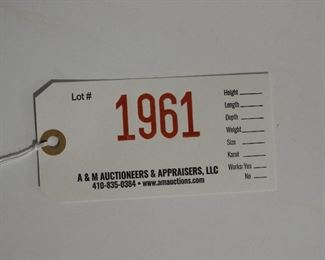 Lot #
1961
Height
Length
Depth
Weight
Size
Karat
Works: Yes
No
A & M AUCTIONEERS & APPRAISERS, LLC
410-835-0384 • www.amauctions.com